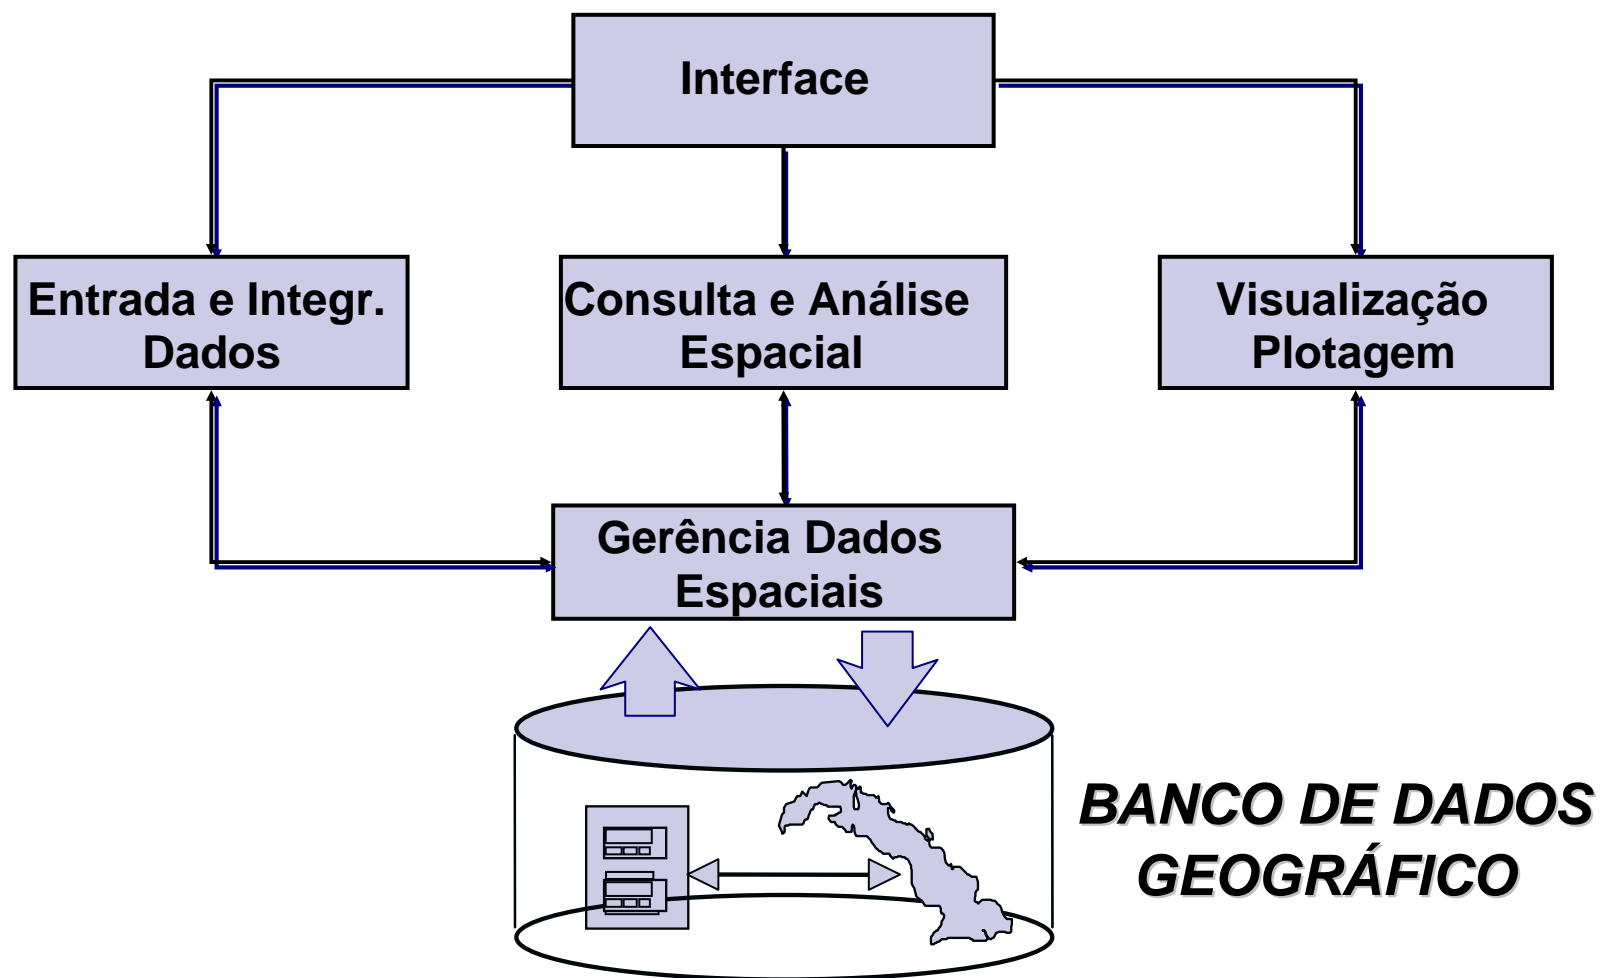 Interface
Entrada e Integr.
Dados
Consulta e Análise
Espacial
Visualização
Plotagem
Gerência Dados
Espaciais
BANCO DE DADOS
GEOGRÁFICO